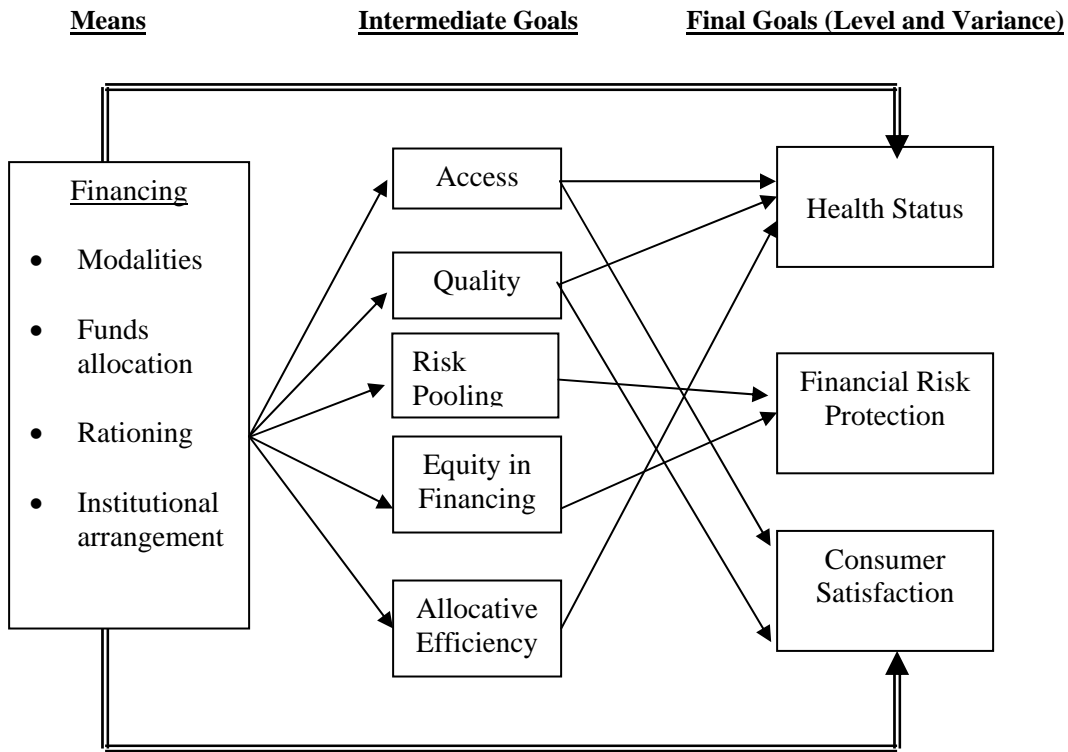 Means
Intermediate Goals
Final Goals (Level and Variance)
Financing
• Modalities
• Funds
allocation
• Rationing
• Institutional
arrangement
Access
Quality
Risk
Pooling
Equity in
Financing
Allocative
Efficiency
Health Status
Financial Risk
Protection
Consumer
Satisfaction